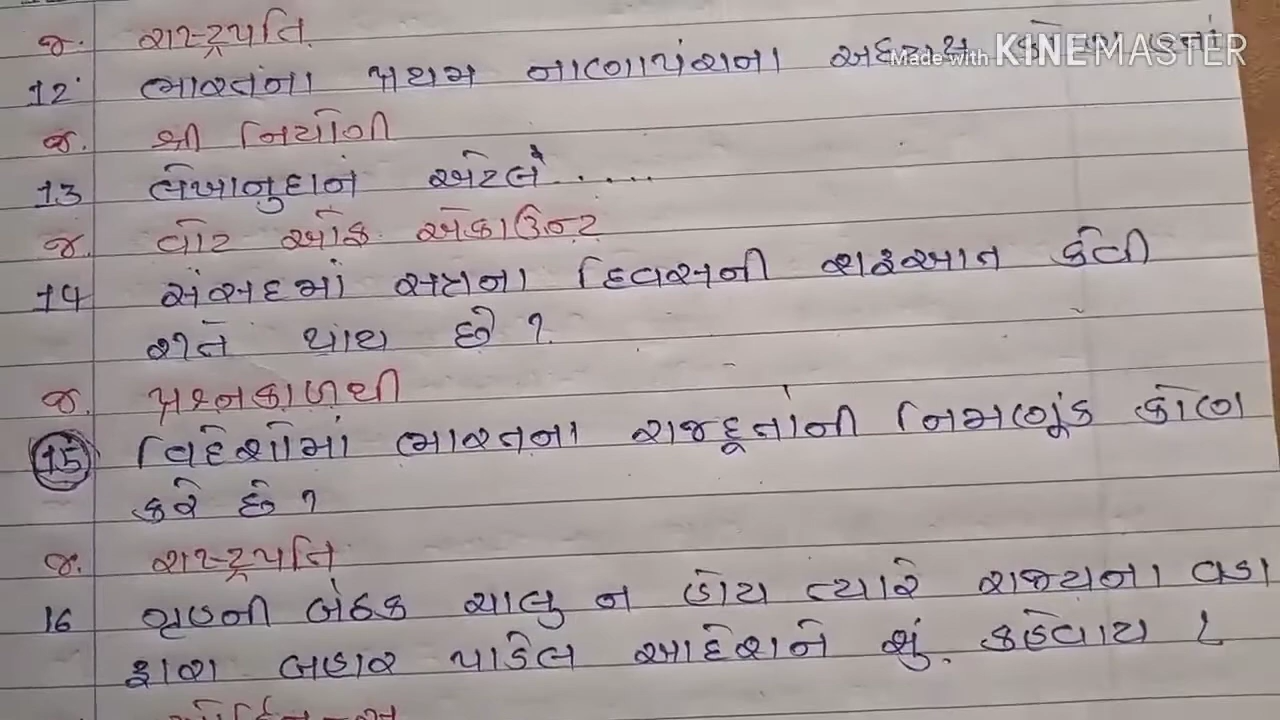 જ. રાષ્ટ્રપતિ
12 ભારતના પ્રથમ નાણાપંચના અધ્યક્ષ
Made with KINEMASTER
જ. શ્રી નિયોગી
13 લેખાનુદાન એટલે.....
જ. વોટ ઓફ એકાઉન્ટ
14 સંસદમાં સત્રના દિવસની શરૂઆત કેવી
રીતે થાય છે ?
જ. પ્રશ્નકાળથી
15 વિદેશોમાં ભારતના રાજદૂતોની નિમણૂંક કોણ
કરે છે ?
જ. રાષ્ટ્રપતિ
16 ગૃહની બેઠક ચાલુ ન હોય ત્યારે રાજ્યના વડા
દ્વારા બહાર પાડેલ આદેશને શું કહેવાય ?